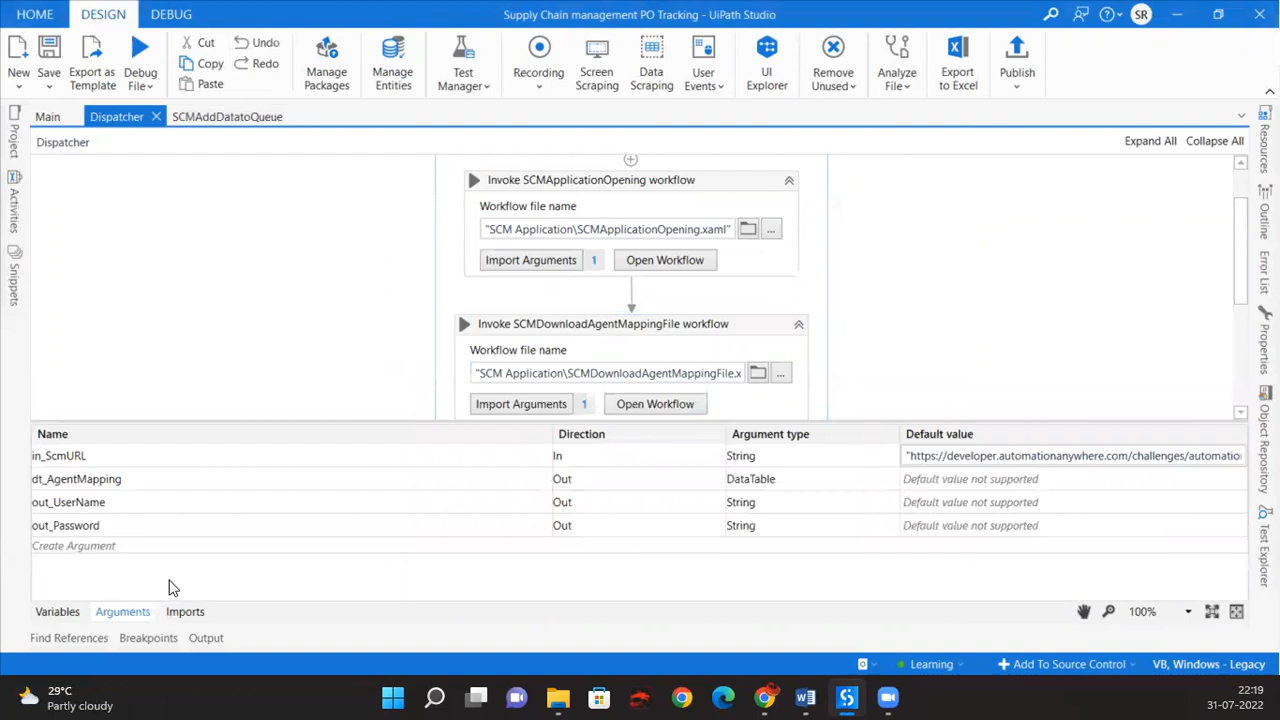 HOME DESIGN DEBUG Supply Chain management PO Tracking - UiPath Studio SR
New
Save
Export as
Template
Debug
File
Cut
Copy
Paste
Undo
Redo
Manage
Packages
Manage
Entities
Test
Manager
Recording
Screen
Scraping
Data
Scraping
User
Events
UI
Explorer
Remove
Unused
Analyze
File
Export
to Excel
Publish
Main Dispatcher SCMAddDatatoQueue
Dispatcher Expand All Collapse All
Project
Activities
Snippets
Invoke SCMApplicationOpening workflow
Workflow file name
"SCM Application\SCMApplicationOpening.xaml" ...
Import Arguments 1 Open Workflow
Invoke SCMDownloadAgentMappingFile workflow
Workflow file name
"SCM Application\SCMDownloadAgentMappingFile.x ...
Import Arguments 1 Open Workflow
Resources
Outline
Error List
Properties
Object Repository
Test Explorer
Name Direction Argument type Default value
in_ScmURL In String "https://developer.automationanywhere.com/challenges/automatio
dt_AgentMapping Out DataTable Default value not supported
out_UserName Out String Default value not supported
out_Password Out String Default value not supported
Create Argument
Variables Arguments Imports 100%
Find References Breakpoints Output
0 Learning Add To Source Control VB, Windows - Legacy
29°C
Partly cloudy
22:19
31-07-2022